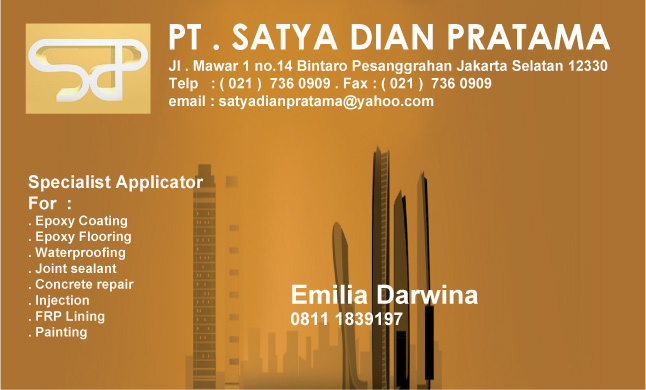 sdp
PT . SATYA DIAN PRATAMA
Jl . Mawar 1 no.14 Bintaro Pesanggrahan Jakarta Selatan 12330
Telp : ( 021 ) 736 0909 . Fax : ( 021 ) 736 0909
email : satyadianpratama@yahoo.com
Specialist Applicator
For :
. Epoxy Coating
. Epoxy Flooring
. Waterproofing
. Joint sealant
. Concrete repair
. Injection
. FRP Lining
. Painting
Emilia Darwina
0811 1839197